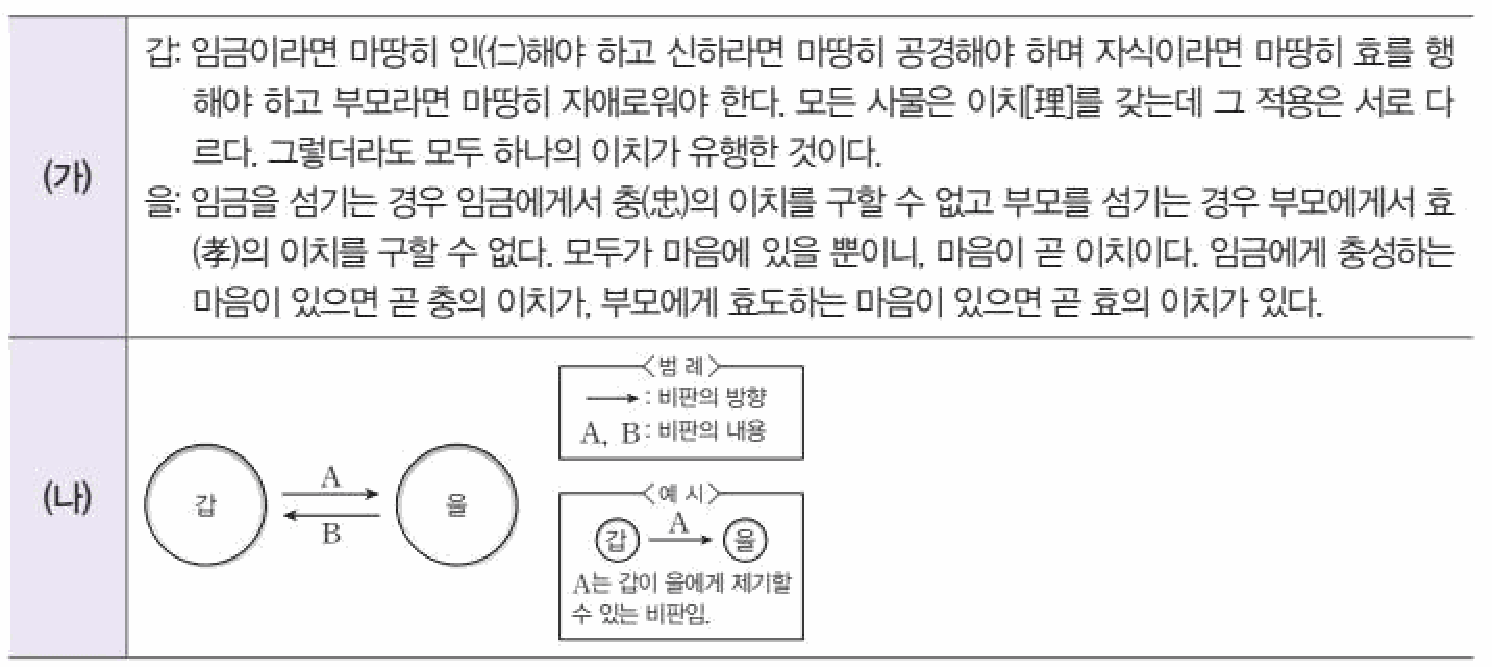 (가)
갑: 임금이라면 마땅히 인(仁)해야 하고 신하라면 마땅히 공경해야 하며 자식이라면 마땅히 효를 행
해야 하고 부모라면 마땅히 자애로워야 한다. 모든 사물은 이치[理]를 갖는데 그 적용은 서로 다
르다. 그렇더라도 모두 하나의 이치가 유행한 것이다.
을: 임금을 섬기는 경우 임금에게서 충(忠)의 이치를 구할 수 없고 부모를 섬기는 경우 부모에게서 효
(孝)의 이치를 구할 수 없다. 모두가 마음에 있을 뿐이니, 마음이 곧 이치이다. 임금에게 충성하는
마음이 있으면 곧 충의 이치가, 부모에게 효도하는 마음이 있으면 곧 효의 이치가 있다.
(나)
갑
A
B
을
〈범 례〉
→ : 비판의 방향
A, B : 비판의 내용
〈예 시〉
갑 A 을
A는 갑이 을에게 제기할
수 있는 비판임.